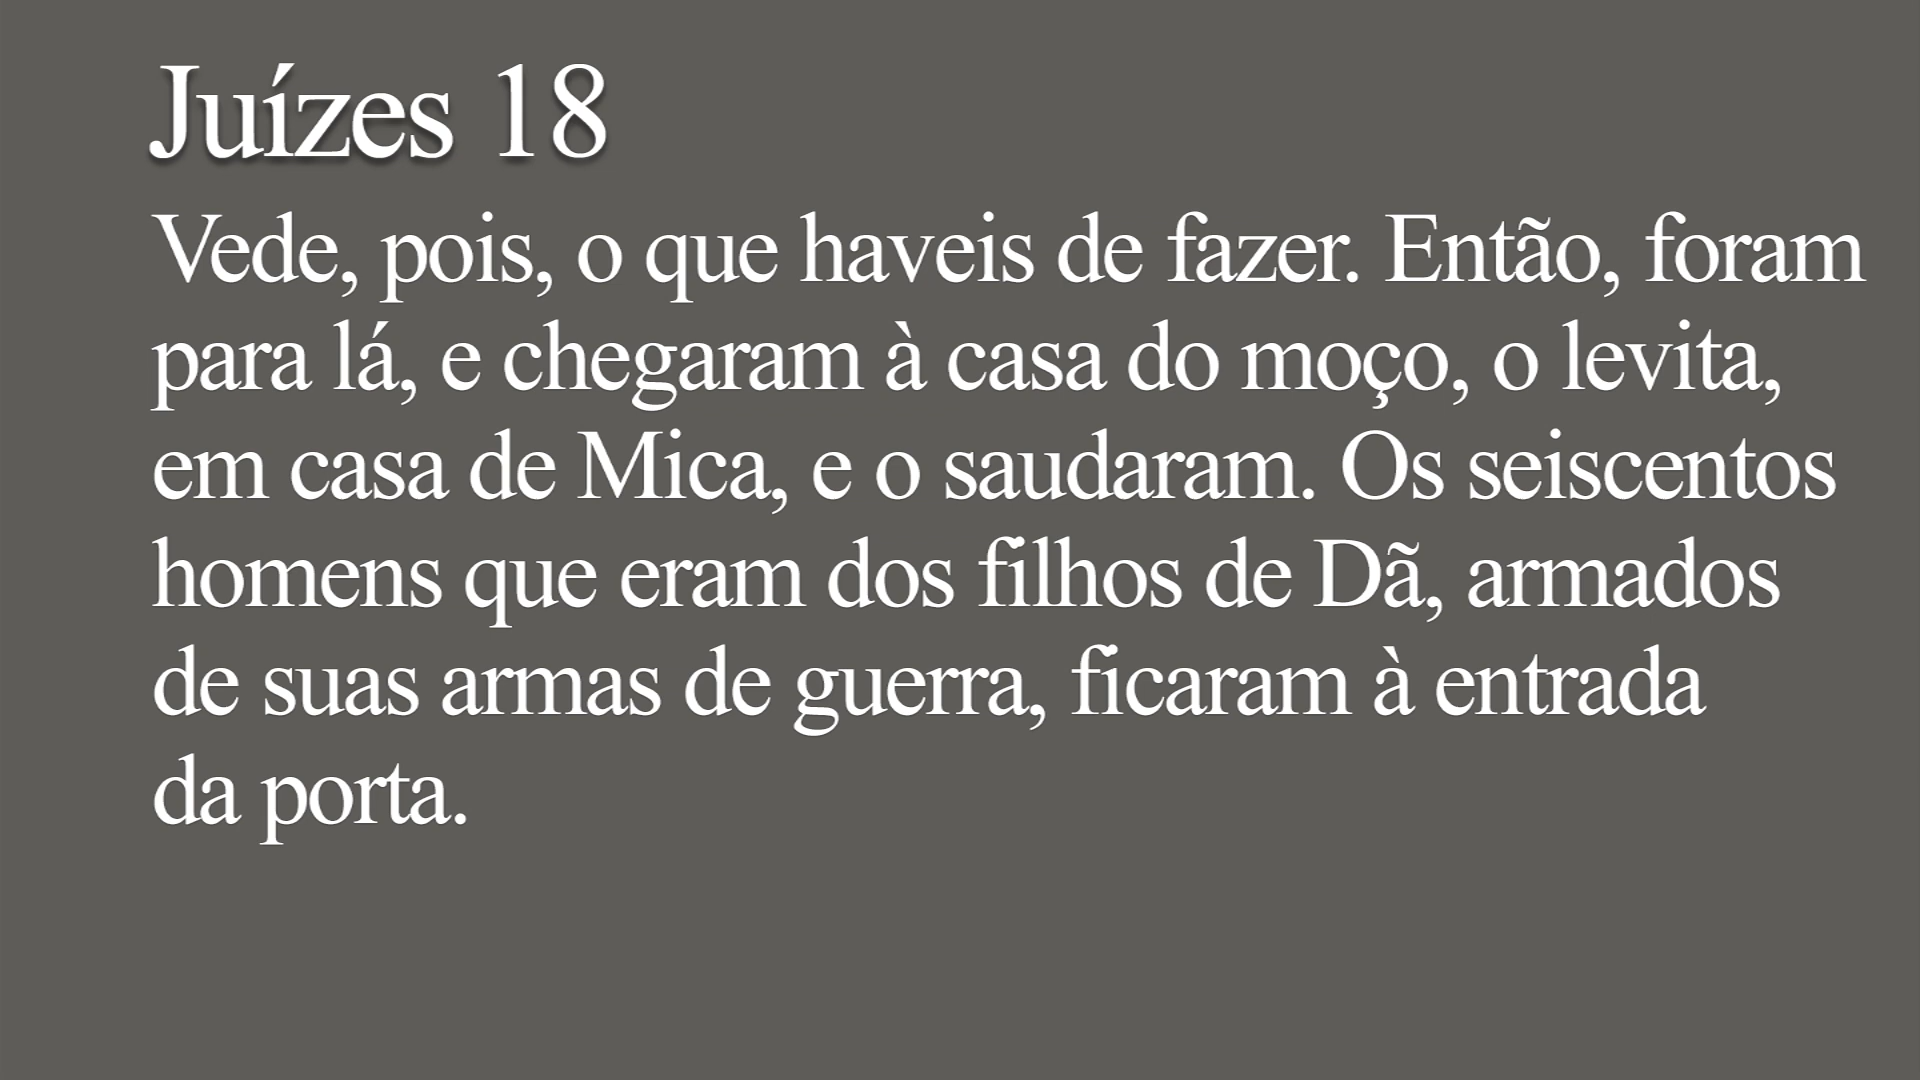 Juízes 18
Vede, pois, o que haveis de fazer. Então, foram
para lá, e chegaram à casa do moço, o levita,
em casa de Mica, e o saudaram. Os seiscentos
homens que eram dos filhos de Dã, armados
de suas armas de guerra, ficaram à entrada
da porta.